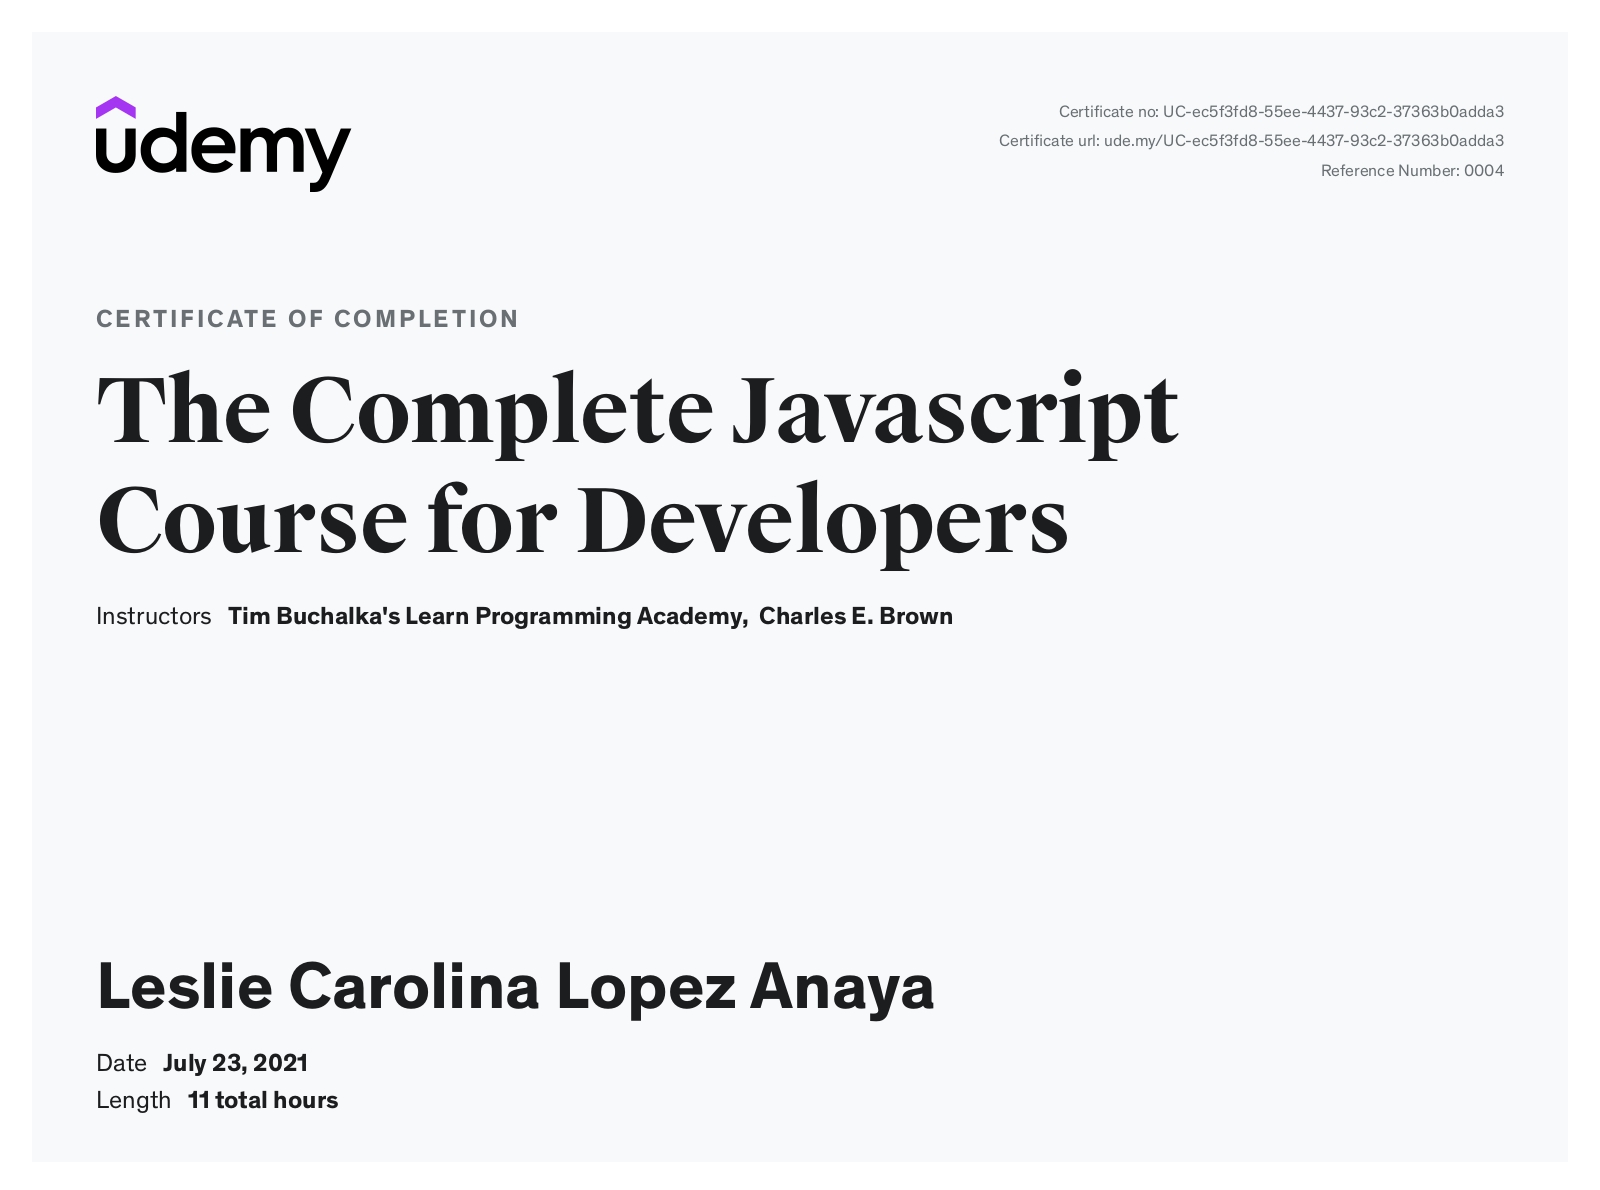 udemy
Certificate no: UC-ec5f3fd8-55ee-4437-93c2-37363b0adda3
Certificate url: ude.my/UC-ec5f3fd8-55ee-4437-93c2-37363b0adda3
Reference Number: 0004
CERTIFICATE OF COMPLETION
The Complete Javascript
Course for Developers
Instructors Tim Buchalka's Learn Programming Academy, Charles E. Brown
Leslie Carolina Lopez Anaya
Date July 23, 2021
Length 11 total hours